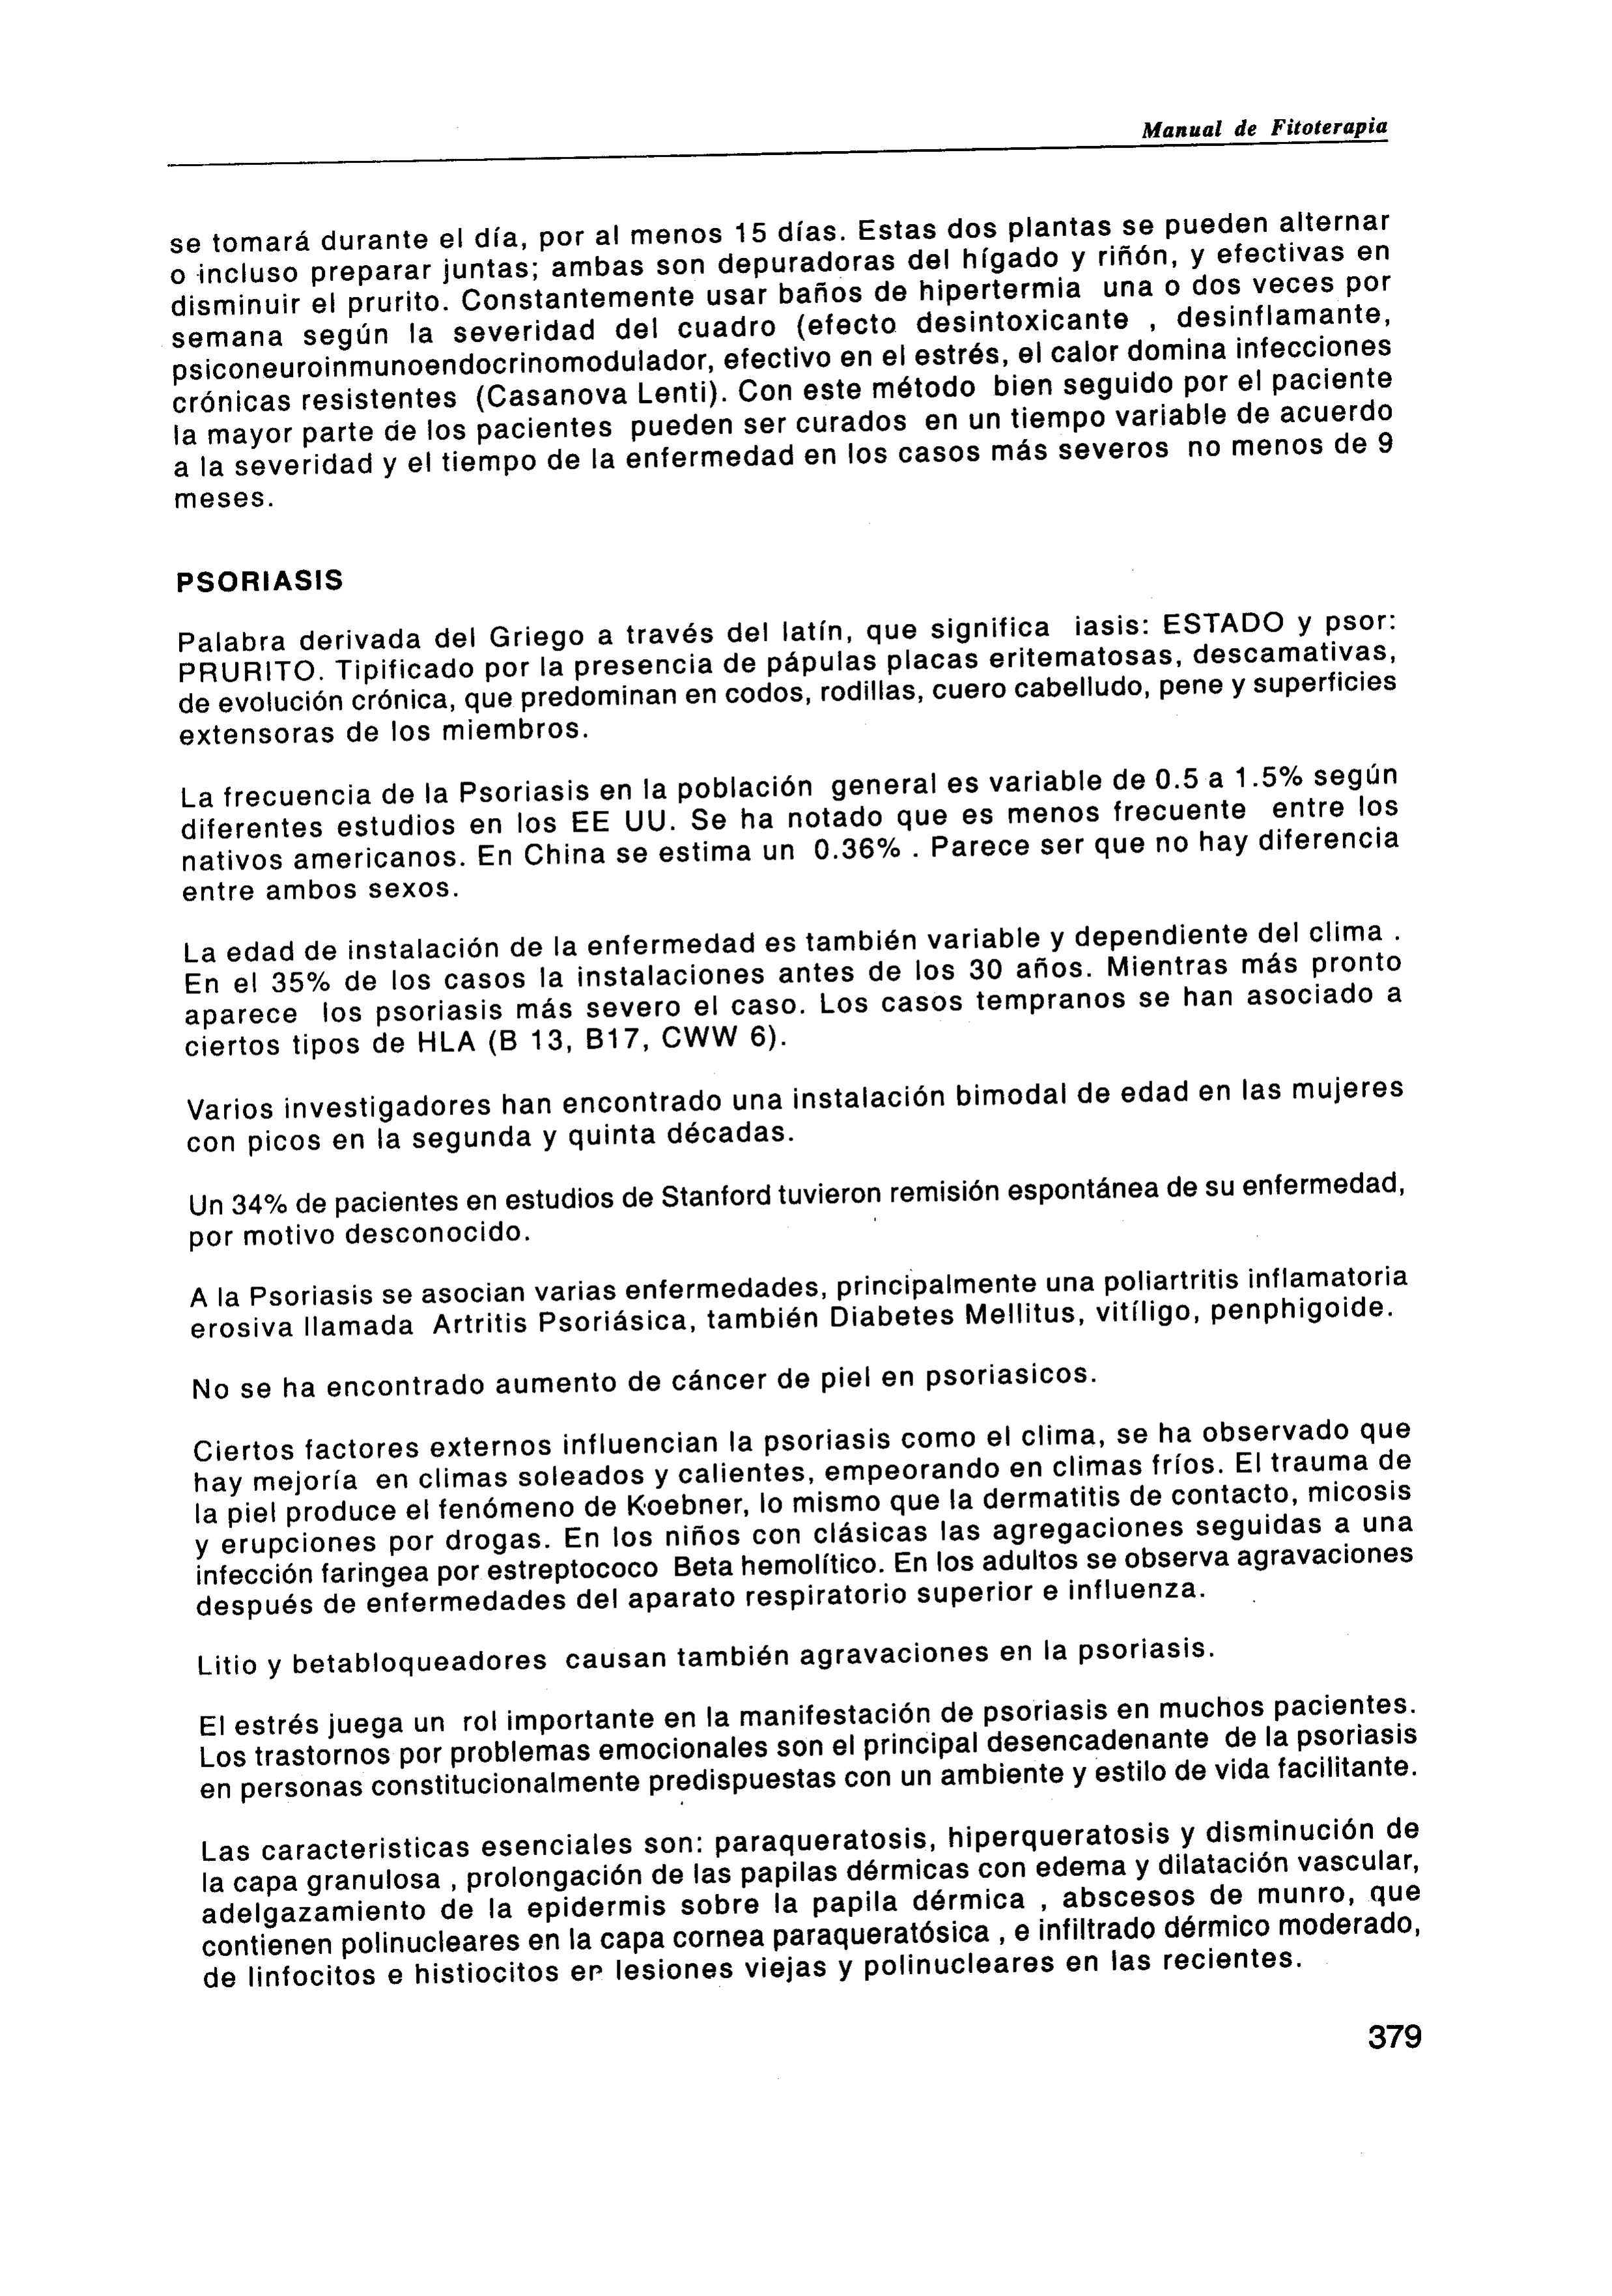 Manual de Fitoterapia
se tomará durante el día, por al menos 15 días. Estas dos plantas se pueden alternar
o incluso preparar juntas; ambas son depuradoras del hígado y riñón, y efectivas en
disminuir el prurito. Constantemente usar baños de hipertermia una o dos veces por
semana según la severidad del cuadro (efecto desintoxicante , desinflamante,
psiconeuroinmunoendocrinomodulador, efectivo en el estrés, el calor domina infecciones
crónicas resistentes (Casanova Lenti). Con este método bien seguido por el paciente
la mayor parte de los pacientes pueden ser curados en un tiempo variable de acuerdo
a la severidad y el tiempo de la enfermedad en los casos más severos no menos de 9
meses.
PSORIASIS
Palabra derivada del Griego a través del latín, que significa iasis: ESTADO y psor:
PRURITO. Tipificado por la presencia de pápulas placas eritematosas, descamativas,
de evolución crónica, que predominan en codos, rodillas, cuero cabelludo, pene y superficies
extensoras de los miembros.
La frecuencia de la Psoriasis en la población general es variable de 0.5 a 1.5% según
diferentes estudios en los EE UU. Se ha notado que es menos frecuente entre los
nativos americanos. En China se estima un 0.36% . Parece ser que no hay diferencia
entre ambos sexos.
La edad de instalación de la enfermedad es también variable y dependiente del clima .
En el 35% de los casos la instalaciones antes de los 30 años. Mientras más pronto
aparece los psoriasis más severo el caso. Los casos tempranos se han asociado a
ciertos tipos de HLA (B 13, B17, CWW 6).
Varios investigadores han encontrado una instalación bimodal de edad en las mujeres
con picos en la segunda y quinta décadas.
Un 34% de pacientes en estudios de Stanford tuvieron remisión espontánea de su enfermedad,
por motivo desconocido.
A la Psoriasis se asocian varias enfermedades, principalmente una poliartritis inflamatoria
erosiva llamada Artritis Psoriásica, también Diabetes Mellitus, vitíligo, penphigoide.
No se ha encontrado aumento de cáncer de piel en psoriasicos.
Ciertos factores externos influencian la psoriasis como el clima, se ha observado que
hay mejoría en climas soleados y calientes, empeorando en climas fríos. El trauma de
la piel produce el fenómeno de Koebner, lo mismo que la dermatitis de contacto, micosis
y erupciones por drogas. En los niños con clásicas las agregaciones seguidas a una
infección faringea por estreptococo Beta hemolítico. En los adultos se observa agravaciones
después de enfermedades del aparato respiratorio superior e influenza.
Litio y betabloqueadores causan también agravaciones en la psoriasis.
El estrés juega un rol importante en la manifestación de psoriasis en muchos pacientes.
Los trastornos por problemas emocionales son el principal desencadenante de la psoriasis
en personas constitucionalmente predispuestas con un ambiente y estilo de vida facilitante.
Las caracteristicas esenciales son: paraqueratosis, hiperqueratosis y disminución de
la capa granulosa , prolongación de las papilas dérmicas con edema y dilatación vascular,
adelgazamiento de la epidermis sobre la papila dérmica , abscesos de munro, que
contienen polinucleares en la capa cornea paraqueratósica , e infiltrado dérmico moderado,
de linfocitos e histiocitos en lesiones viejas y polinucleares en las recientes.
379